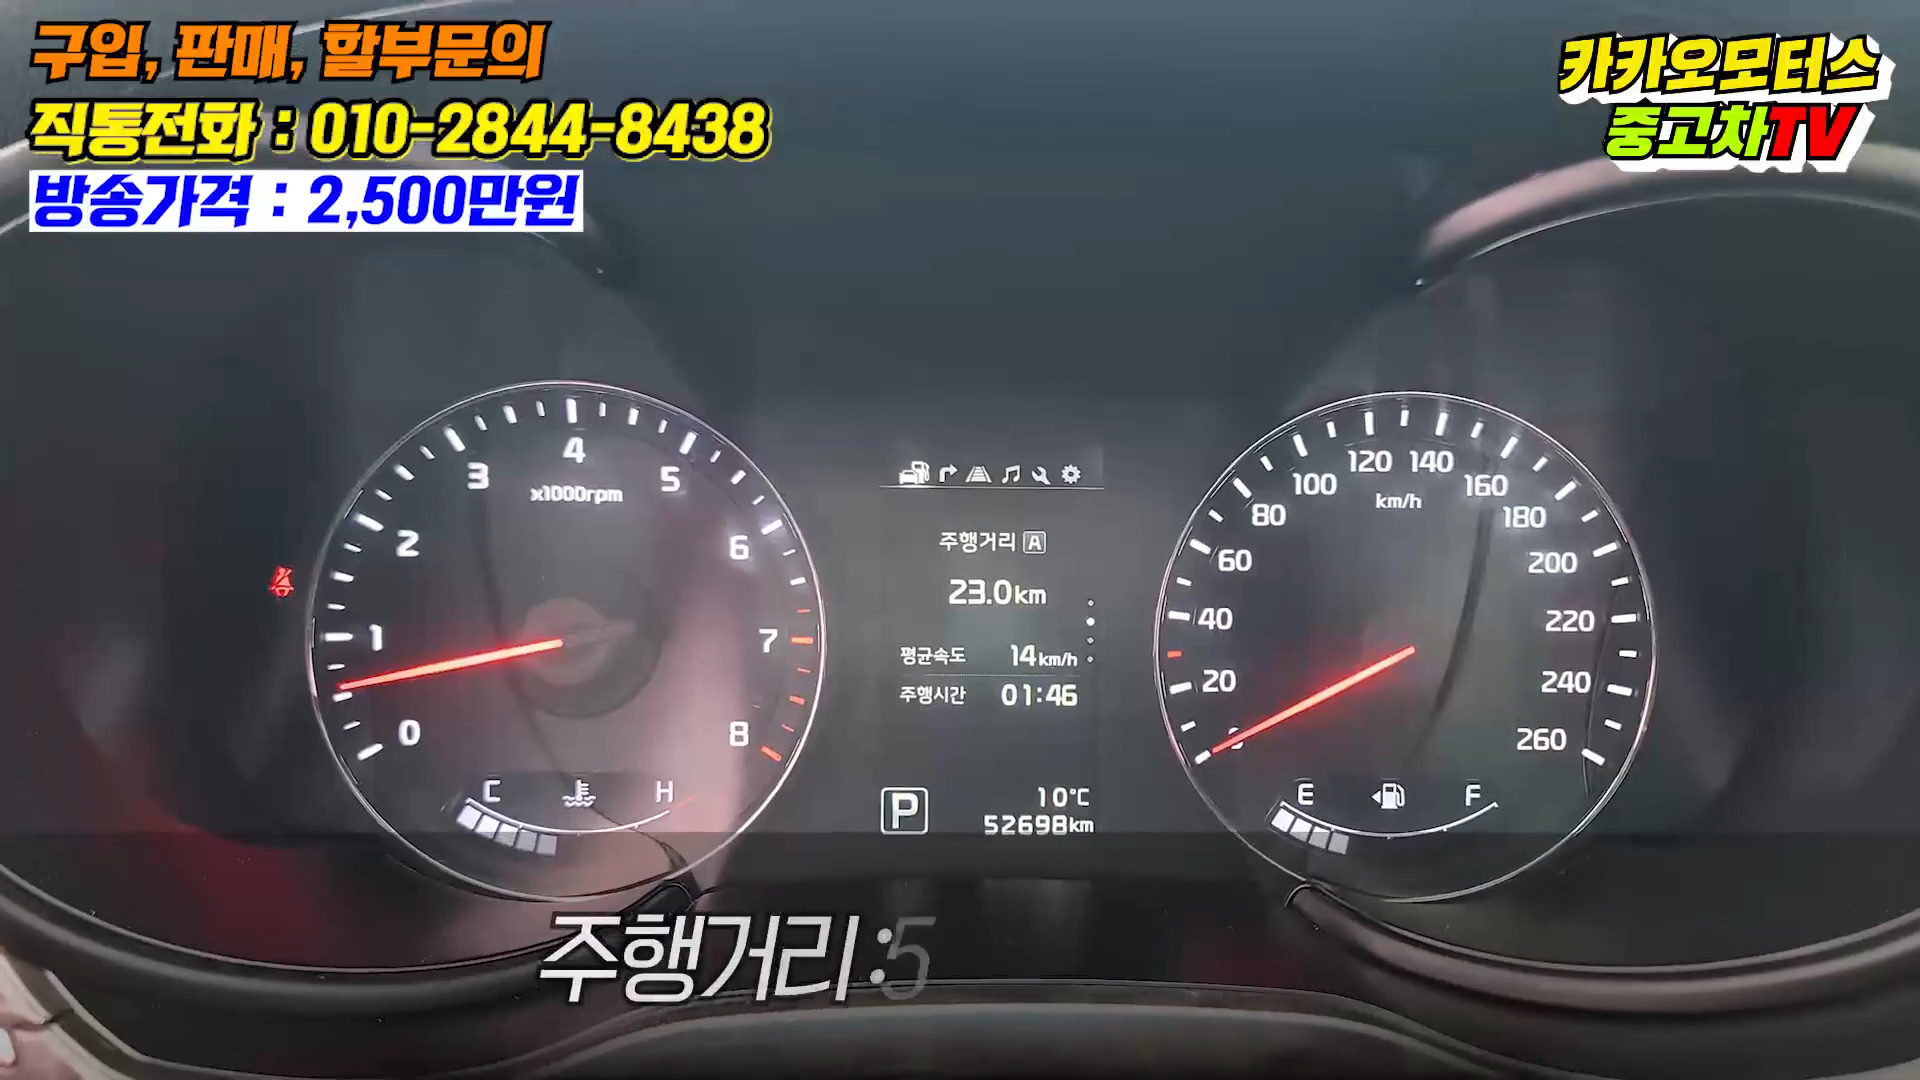 구입, 판매, 할부문의
직통전화 : 010-2844-8438
방송가격 : 2,500만원
카카오모터스
중고차TV
0 1 2 3 4 5 6 7 8
x1000rpm
C H
주행거리 A
23.0km
평균속도 14km/h
주행시간 01:46
P
10°C
52698km
0 20 40 60 80 100 120 140 160 180 200 220 240 260
km/h
E F
주행거리 :5